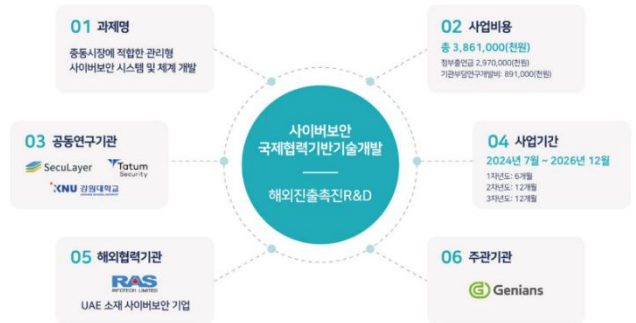 01 과제명
중동시장에 적합한 관리형
사이버보안 시스템 및 체계 개발
02 사업비용
총 3,861,000(천원)
정부출연금 2,970,000(천원)
기관부담연구개발비: 891,000(천원)
사이버보안
국제협력기반기술개발
해외진출촉진R&D
03 공동연구기관
SecuLayer
Tatum
Security
KNU 강원대학교
04 사업기간
2024년 7월 ~ 2026년 12월
1차년도: 6개월
2차년도: 12개월
3차년도: 12개월
05 해외협력기관
RAS
INFOTECH LIMITED
UAE 소재 사이버보안 기업
06 주관기관
Genians